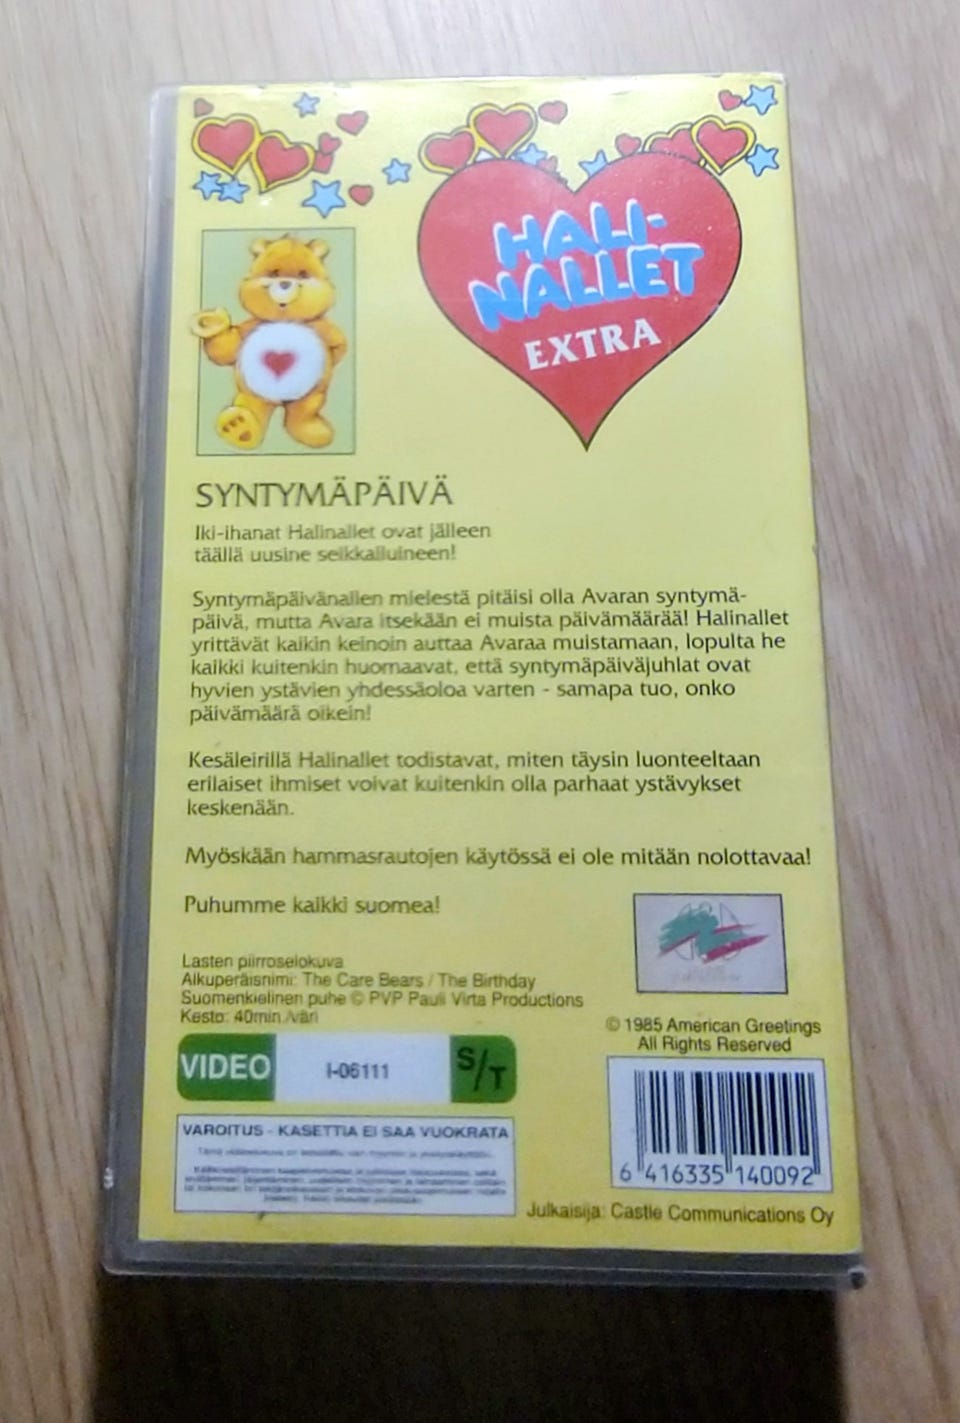 HALI-
NALLET
EXTRA
SYNTYMÄPÄIVÄ
Iki-ihanat Halinallet ovat jälleen
täällä uusine seikkailuineen!
Syntymäpäivänallen mielestä pitäisi olla Avaran syntymä-
päivä, mutta Avara itsekään ei muista päivämäärää! Halinallet
yrittävät kaikin keinoin auttaa Avaraa muistamaan, lopulta he
kaikki kuitenkin huomaavat, että syntymäpäiväjuhlat ovat
hyvien ystävien yhdessäoloa varten - samapa tuo, onko
päivämäärä oikein!
Kesäleirillä Halinallet todistavat, miten täysin luonteeltaan
erilaiset ihmiset voivat kuitenkin olla parhaat ystävykset
keskenään.
Myöskään hammasrautojen käytössä ei ole mitään nolottavaa!
Puhumme kaikki suomea!
Lasten piirroselokuva
Alkuperäisnimi: The Care Bears / The Birthday
Suomenkielinen puhe © PVP Pauli Virta Productions
Kesto: 40min./väri
© 1985 American Greetings
All Rights Reserved
VIDEO I-06111 S/T
VAROITUS - KASETTIA EI SAA VUOKRATA
6 416335 140092
Julkaisija: Castle Communications Oy